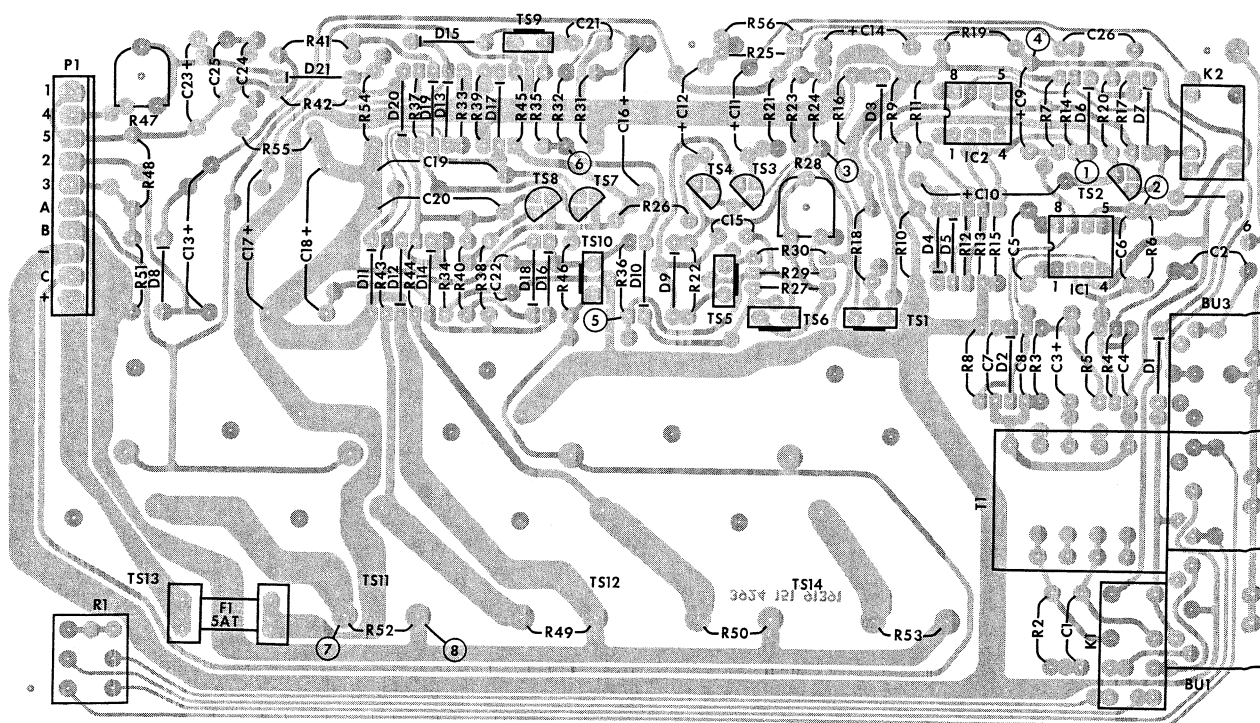 TS9 C21 R56 +C14 R19 4 C26
P1 R41 D15 R25 K2
C23+ C25 C24 D21
1 R42 R54 D20 R37 D19 D13 R33 R39 D17 R45 R35 R32 R31 C16+ +C12 +C11 R21 R23 R24 R16 D3 R9 R11 8 5 +C9 R7 R14 D6 R20 R17 D7
4 R47
5 R55 6 1 IC2 4
2 R48 C19 TS8 TS7 TS4 TS3 R28 3 1 TS2 2
3 C20 R26 C15 +C10
A 8 5
B C13+ C17+ C18+ TS10 R30 R18 R10 D4 D5 R12 R13 R15 C5 C6 R6 C2 6
– R51 D8 D11 R43 D12 R44 D14 R34 R40 R38 C22 D18 D16 R46 R36 D10 D9 R22 R29
C R27 1 IC1 4
+ 5 TS5 TS6 TS1 BU3
R8 C7 D2 C8 R3 C3+ R5 R4 C4 D1
T1
TS13 TS11 TS12 TS14
3924 151 91391
R1 F1
5AT
R52 R49 R50 R53 R2 C1 K1
7 8
BU1